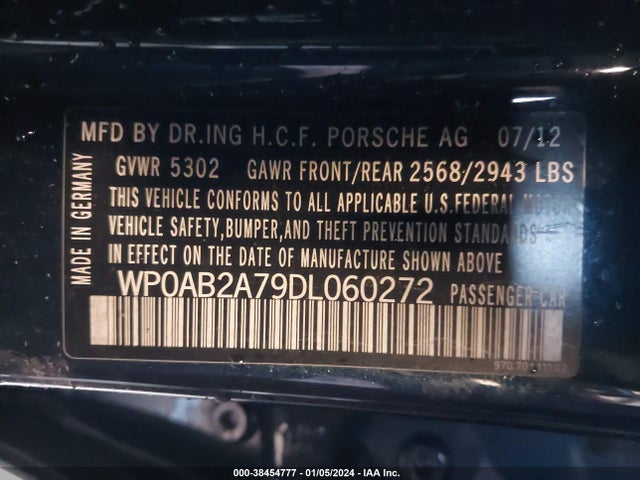 MFD BY DR.ING H.C.F. PORSCHE AG 07/12
GVWR 5302 GAWR FRONT/REAR 2568/2943 LBS
THIS VEHICLE CONFORMS TO ALL APPLICABLE U.S.FEDERAL MOTOR
VEHICLE SAFETY,BUMPER,AND THEFT PREVENTION STANDARDS
IN EFFECT ON THE DATE OF MANUFACTURE SHOWN ABOVE
WP0AB2A79DL060272 PASSENGER CAR
MADE IN GERMANY
000-38454777 - 01/05/2024 - IAA Inc.